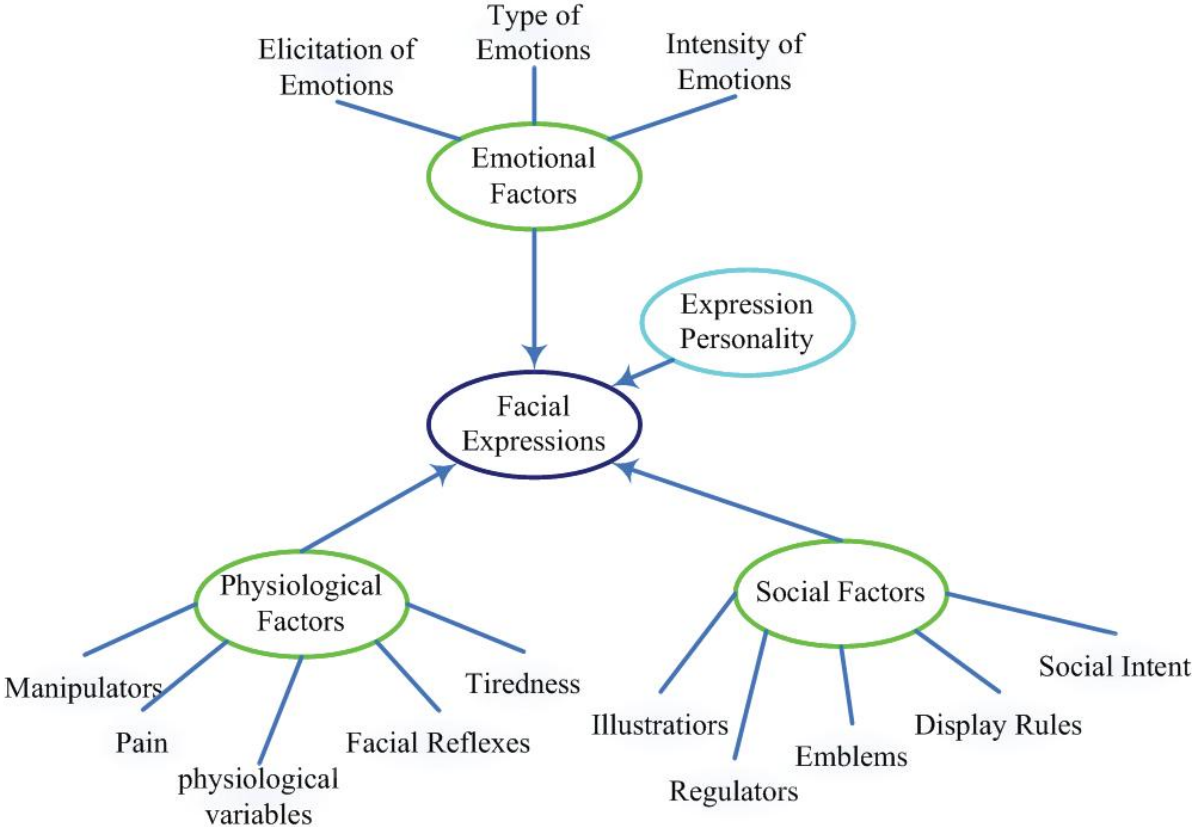 Elicitation of
Emotions
Type of
Emotions
Intensity of
Emotions
Emotional
Factors
Expression
Personality
Facial
Expressions
Physiological
Factors
Manipulators
Pain
physiological
variables
Facial Reflexes
Tiredness
Social Factors
Illustratiors
Regulators
Emblems
Display Rules
Social Intent